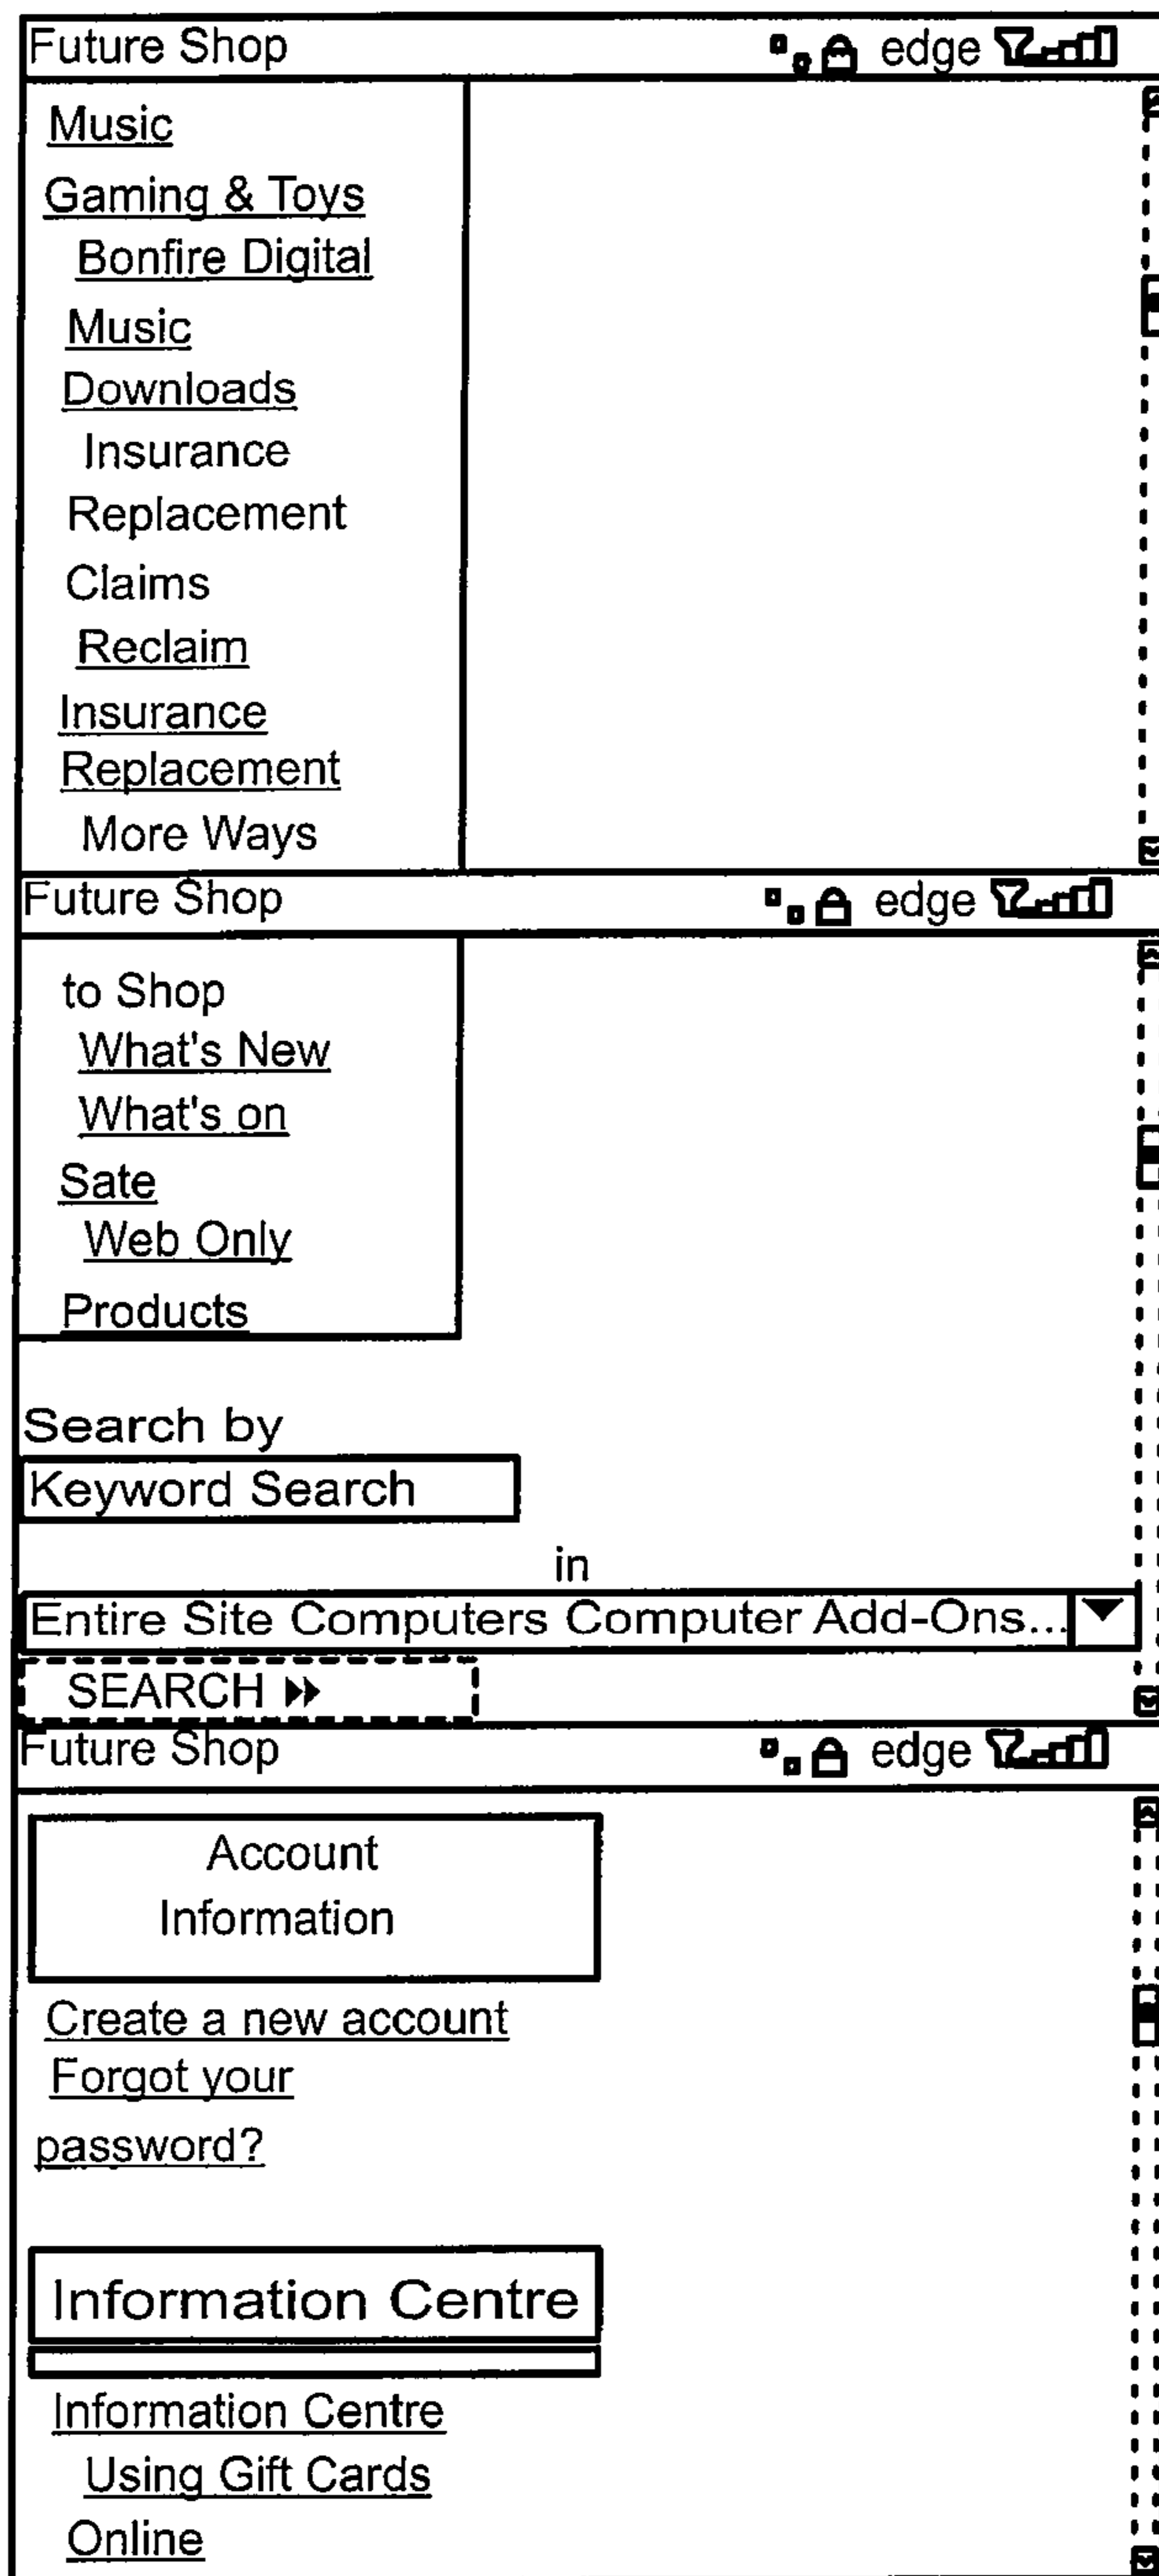 Future Shop edge
Music
Gaming & Toys
Bonfire Digital
Music
Downloads
Insurance
Replacement
Claims
Reclaim
Insurance
Replacement
More Ways
Future Shop edge
to Shop
What's New
What's on
Sate
Web Only
Products
Search by
Keyword Search
in
Entire Site Computers Computer Add-Ons...
SEARCH
Future Shop edge
Account
Information
Create a new account
Forgot your
password?
Information Centre
Information Centre
Using Gift Cards
Online